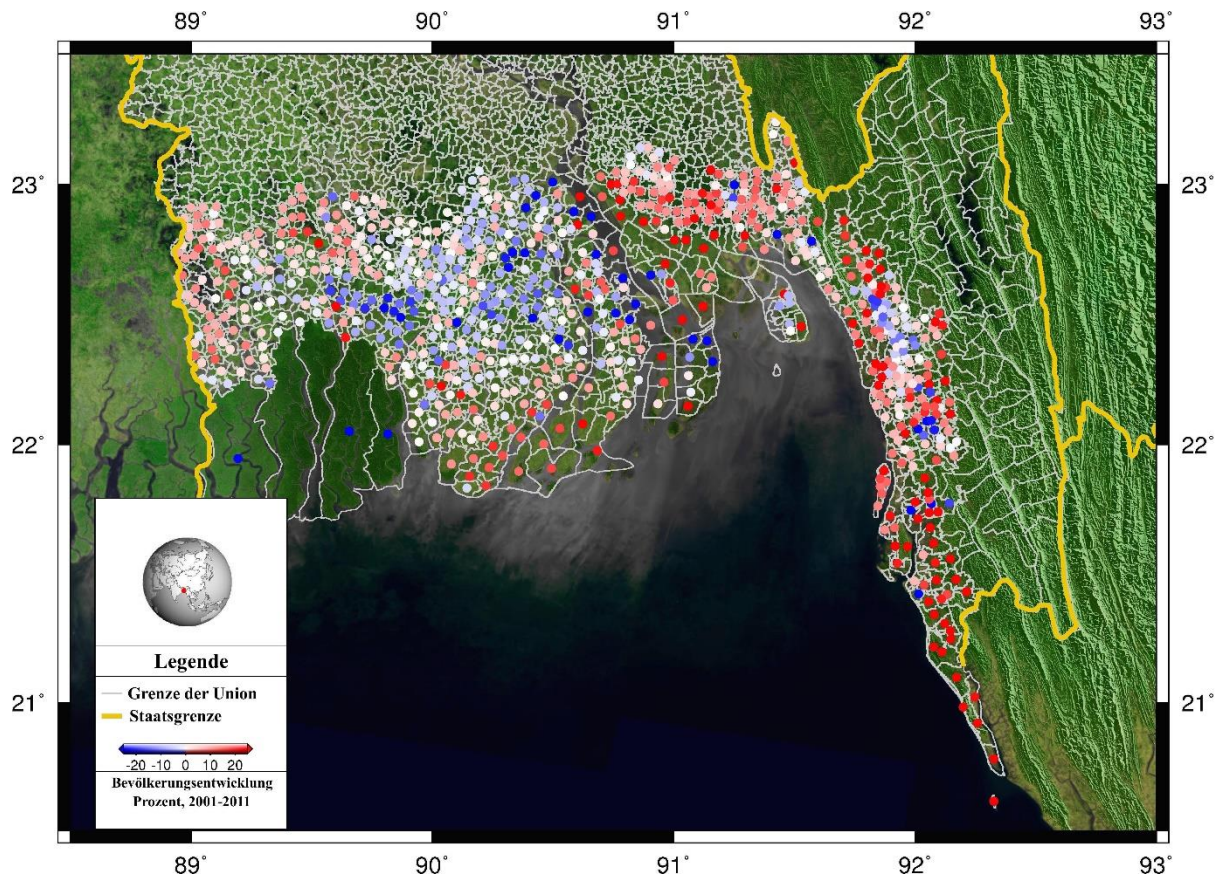 89° 90° 91° 92° 93°
23° 23°
22° 22°
21° 21°
Legende
Grenze der Union
Staatsgrenze
-20 -10 0 10 20
Bevölkerungsentwicklung
Prozent, 2001-2011
89° 90° 91° 92° 93°